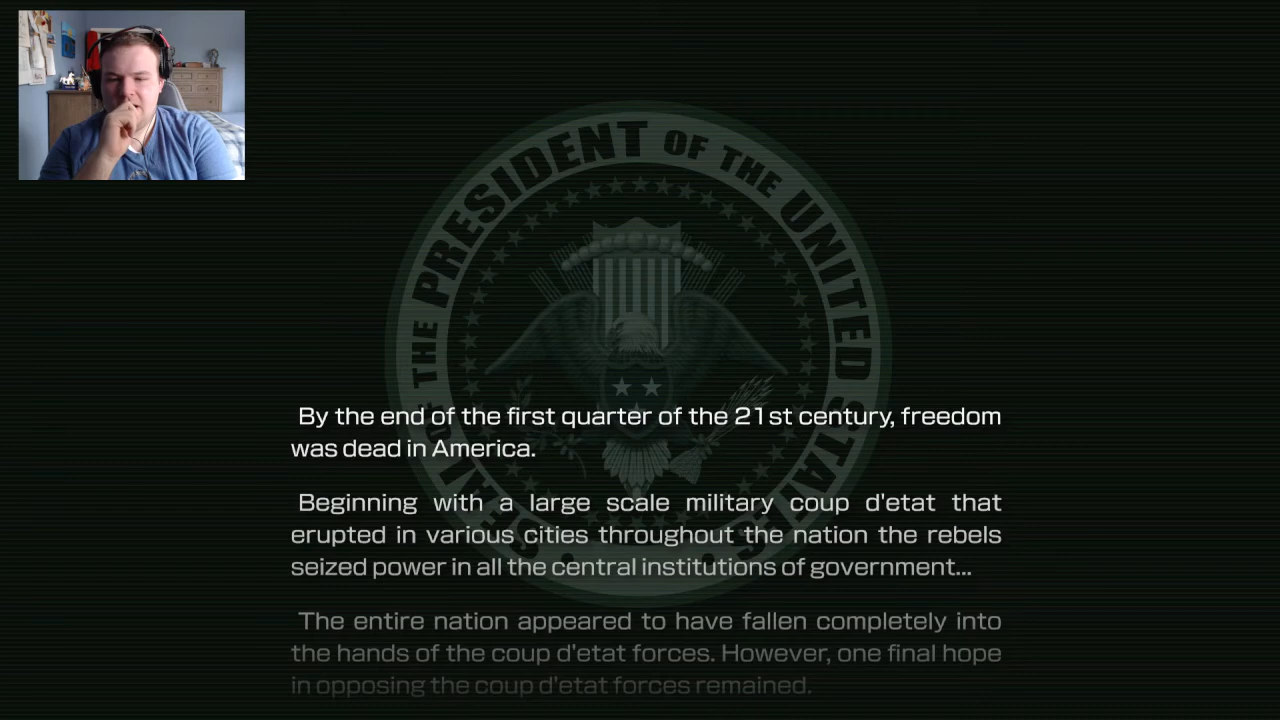 SEAL OF THE PRESIDENT OF THE UNITED STATES
By the end of the first quarter of the 21st century, freedom
was dead in America.
Beginning with a large scale military coup d'etat that
erupted in various cities throughout the nation the rebels
seized power in all the central institutions of government...
The entire nation appeared to have fallen completely into
the hands of the coup d'etat forces. However, one final hope
in opposing the coup d'etat forces remained.